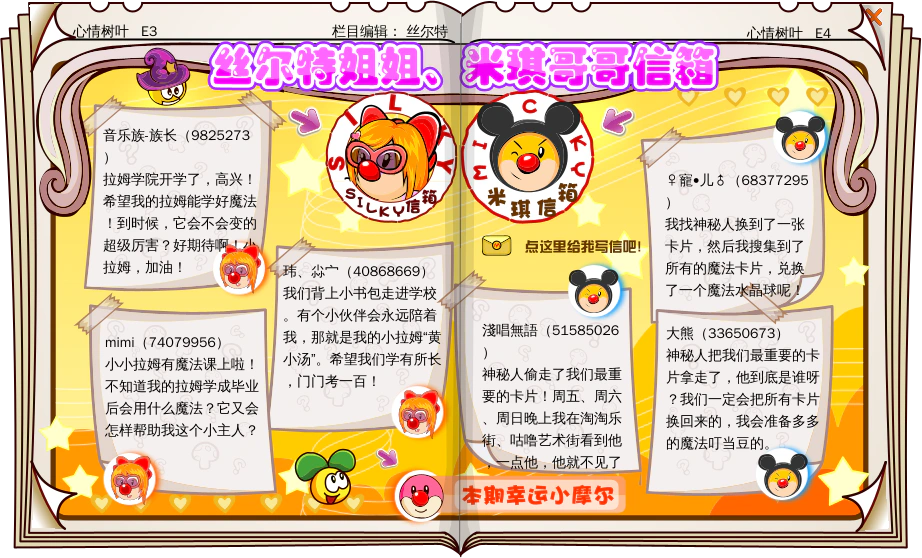 心情树叶 E3
栏目编辑： 丝尔特
心情树叶 E4
丝尔特姐姐、米琪哥哥信箱
SILKY
SILKY信箱
MICKY
米琪信箱
点这里给我写信吧！
音乐族-族长（9825273
）
拉姆学院开学了，高兴！
希望我的拉姆能学好魔法
！到时候，它会不会变的
超级厉害？好期待啊！小
拉姆，加油！
mimi（74079956）
小小拉姆有魔法课上啦！
不知道我的拉姆学成毕业
后会用什么魔法？它又会
怎样帮助我这个小主人？
（40868669）
我们背上小书包走进学校
。有个小伙伴会永远陪着
我，那就是我的小拉姆“黄
小汤”。希望我们学有所长
，门门考一百！
淺唱無語（51585026
）
神秘人偷走了我们最重
要的卡片！周五、周六
、周日晚上我在淘淘乐
街、咕噜艺术街看到他
，一点他，他就不见了
♀寵•ル♁（68377295
）
我找神秘人换到了一张
卡片，然后我搜集到了
所有的魔法卡片，兑换
了一个魔法水晶球呢！
大熊（33650673）
神秘人把我们最重要的卡
片拿走了，他到底是谁呀
？我们一定会把所有卡片
换回来的，我会准备多多
的魔法叮当豆的。
本期幸运小摩尔